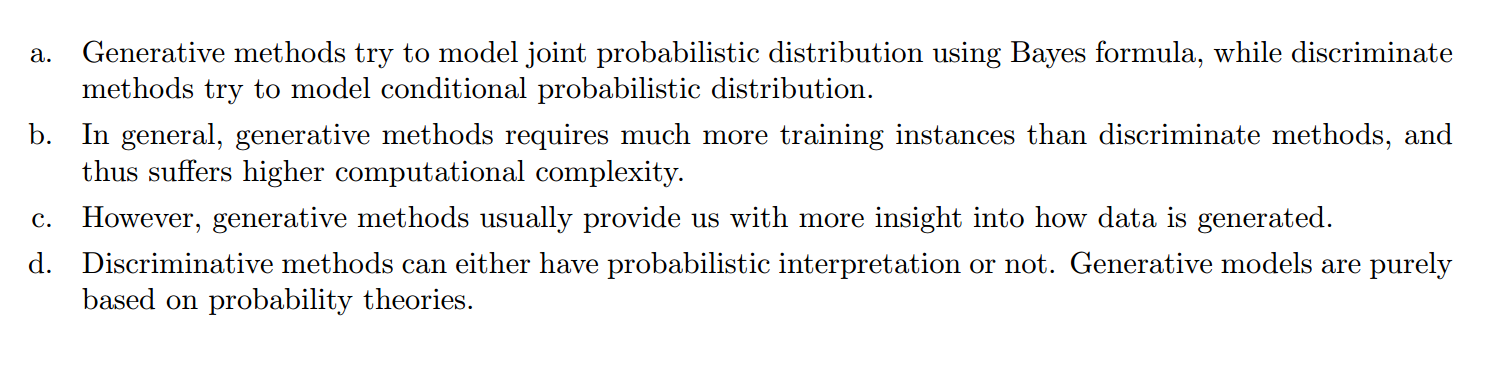 a. Generative methods try to model joint probabilistic distribution using Bayes formula, while discriminate
methods try to model conditional probabilistic distribution.
b. In general, generative methods requires much more training instances than discriminate methods, and
thus suffers higher computational complexity.
c. However, generative methods usually provide us with more insight into how data is generated.
d. Discriminative methods can either have probabilistic interpretation or not. Generative models are purely
based on probability theories.